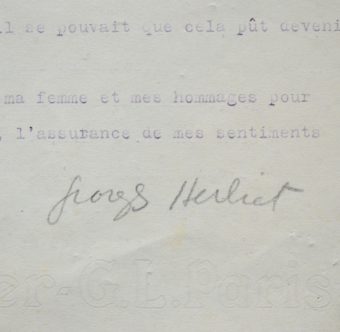 il se pouvait que cela pût deveni
ma femme et mes hommages pour
, l'assurance de mes sentiments
Georges Herliet
er-G.L.Paris